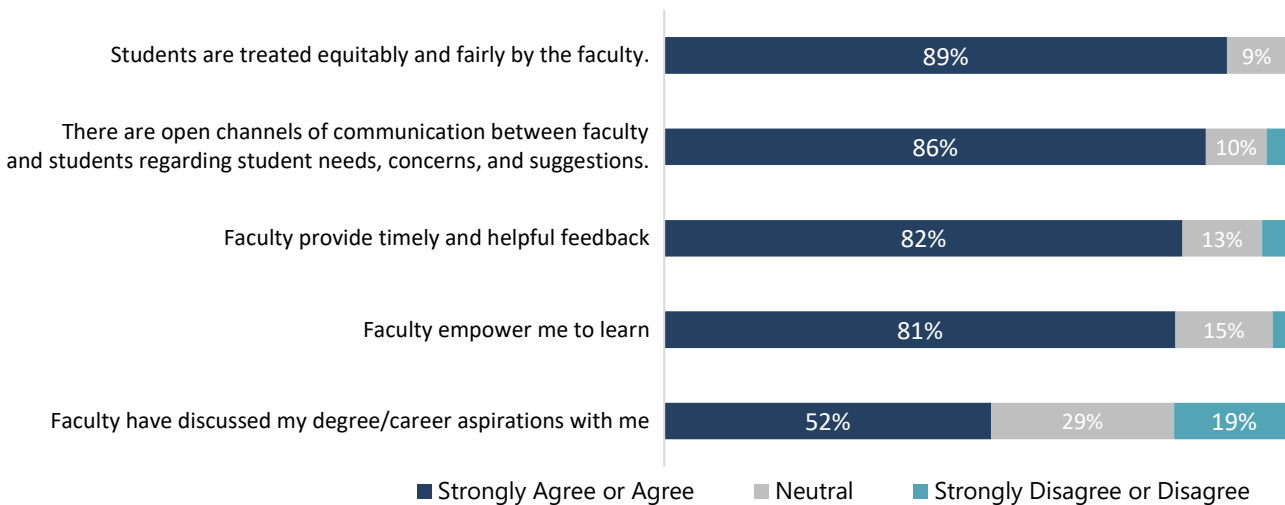 Students are treated equitably and fairly by the faculty.
89%
9%
There are open channels of communication between faculty
and students regarding student needs, concerns, and suggestions.
86%
10%
Faculty provide timely and helpful feedback
82%
13%
Faculty empower me to learn
81%
15%
Faculty have discussed my degree/career aspirations with me
52%
29%
19%
Strongly Agree or Agree
Neutral
Strongly Disagree or Disagree